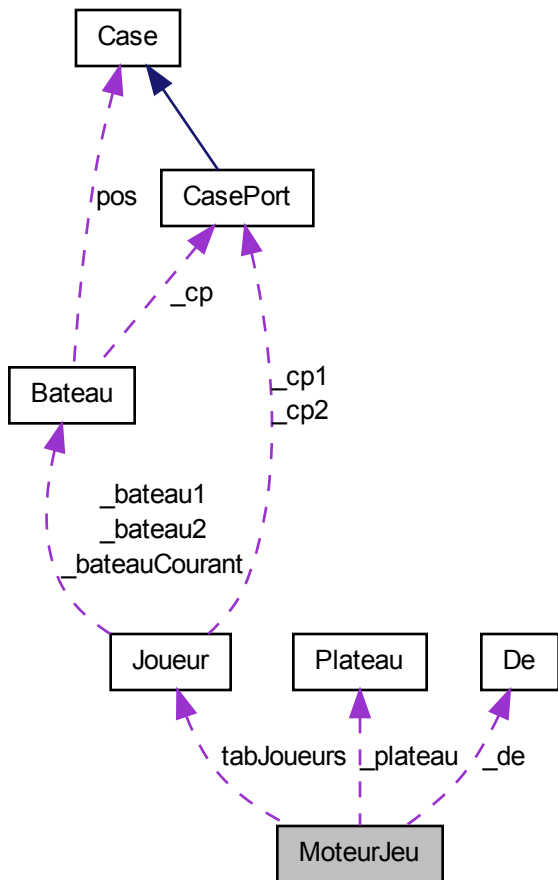 Case
pos
CasePort
_cp
Bateau
_cp1
_cp2
_bateau1
_bateau2
_bateauCourant
Joueur
Plateau
De
tabJoueurs
_plateau
_de
MoteurJeu